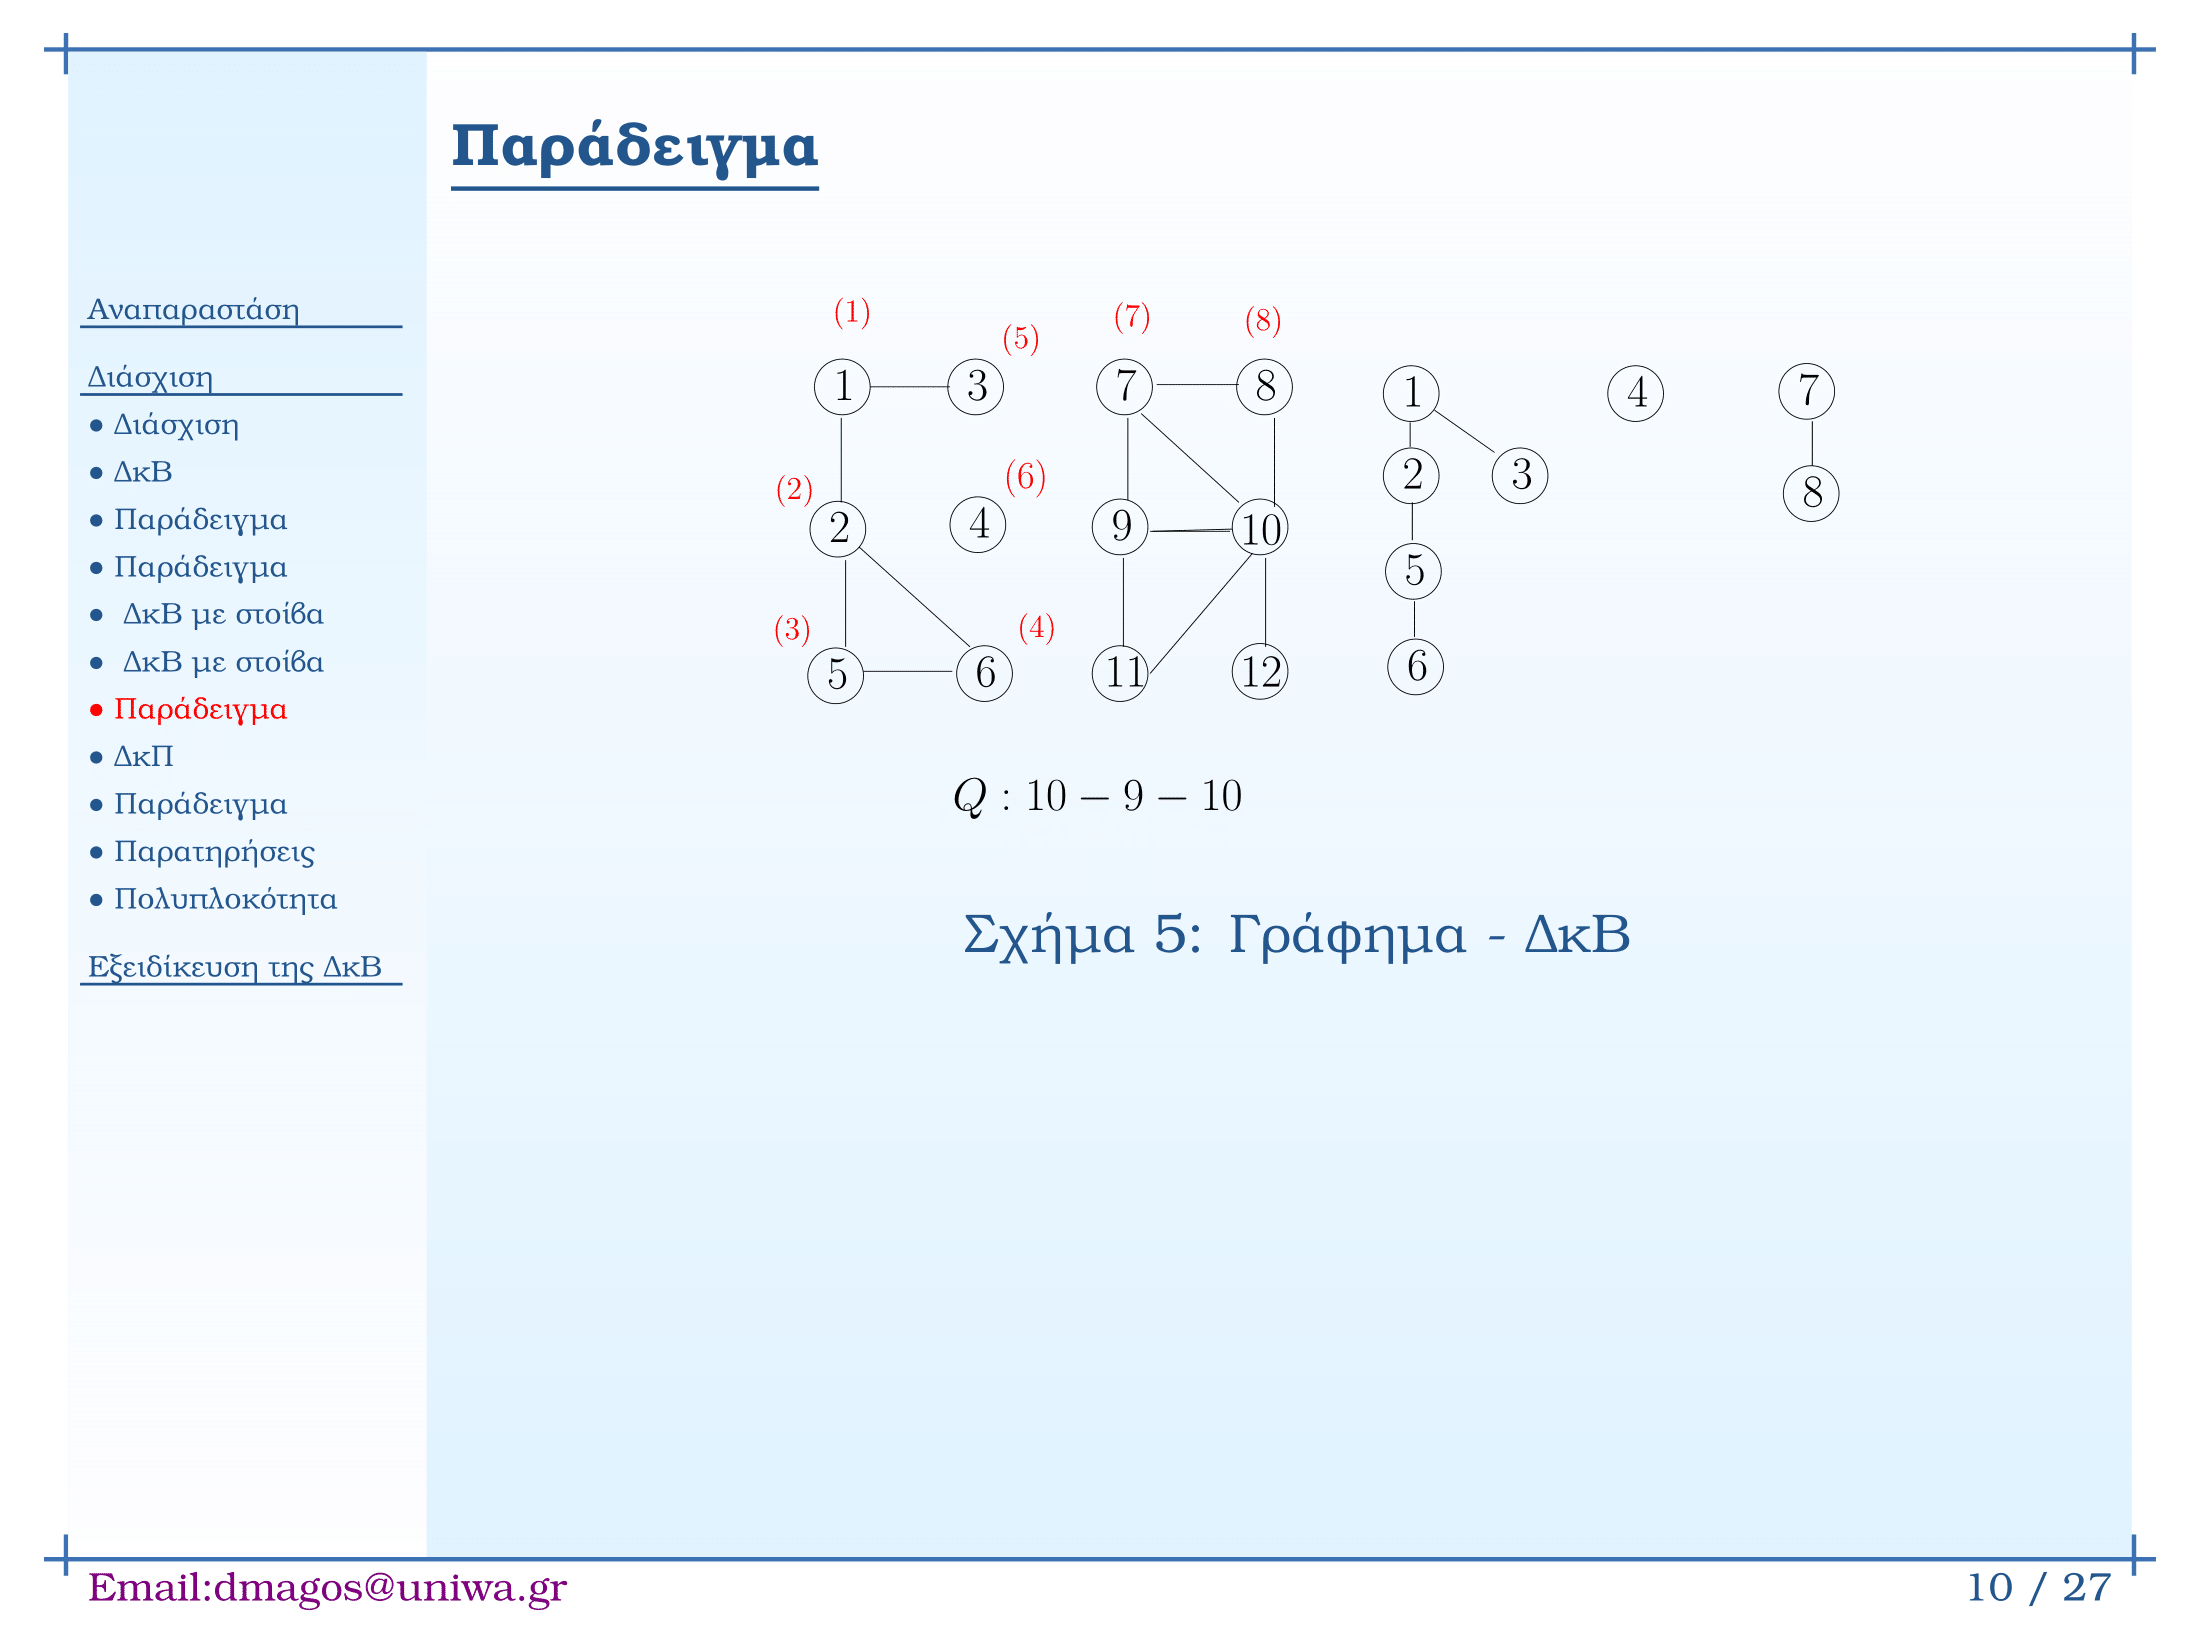 Παράδειγμα
Αναπαραστάση
Διάσχιση
• Διάσχιση
• ΔκΒ
• Παράδειγμα
• Παράδειγμα
• ΔκΒ με στοίβα
• ΔκΒ με στοίβα
• Παράδειγμα
• ΔκΠ
• Παράδειγμα
• Παρατηρήσεις
• Πολυπλοκότητα
Εξειδίκευση της ΔκΒ
(1) (5) (7) (8)
1 3 7 8 1 4 7
(2) (6) 2 3 8
2 4 9 10 5
(3) (4)
5 6 11 12 6
Q : 10 − 9 − 10
Σχήμα 5: Γράφημα - ΔκΒ
Email:dmagos@uniwa.gr
10 / 27